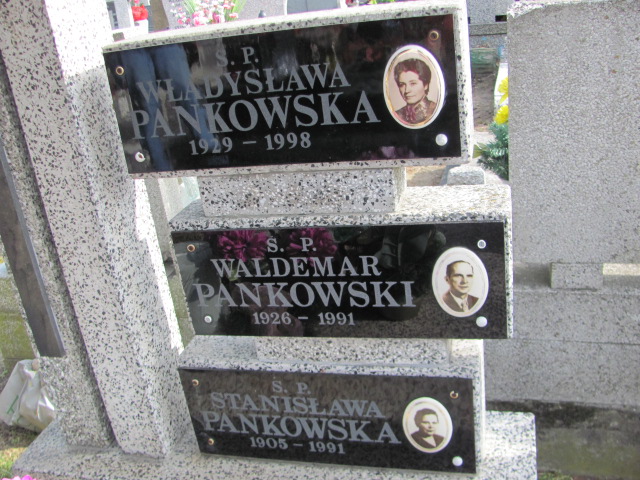 Ś. P.
WŁADYSŁAWA
PANKOWSKA
1929 - 1998
Ś. P.
WALDEMAR
PANKOWSKI
1926 - 1991
Ś. P.
STANISŁAWA
PANKOWSKA
1905 - 1991